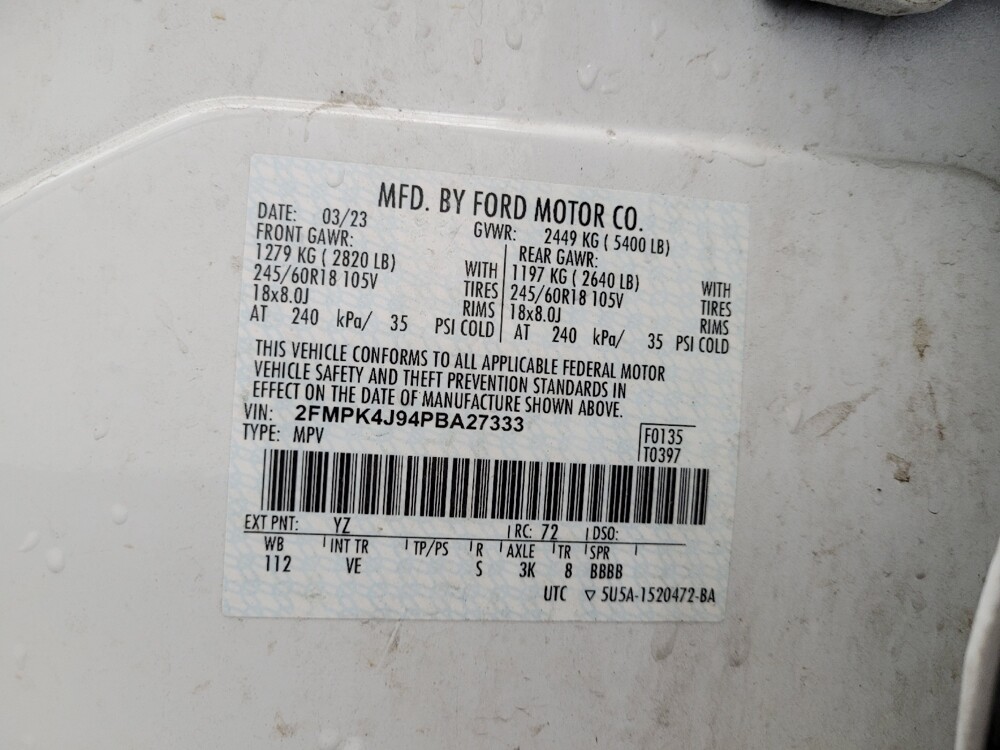 MFD. BY FORD MOTOR CO.
DATE: 03/23
GVWR: 2449 KG ( 5400 LB)
FRONT GAWR:
1279 KG ( 2820 LB)
WITH
245/60R18 105V
TIRES
18x8.0J
RIMS
AT 240 kPa/ 35 PSI COLD
REAR GAWR:
1197 KG ( 2640 LB)
WITH
245/60R18 105V
TIRES
18x8.0J
RIMS
AT 240 kPa/ 35 PSI COLD
THIS VEHICLE CONFORMS TO ALL APPLICABLE FEDERAL MOTOR
VEHICLE SAFETY AND THEFT PREVENTION STANDARDS IN
EFFECT ON THE DATE OF MANUFACTURE SHOWN ABOVE.
VIN: 2FMPK4J94PBA27333
TYPE: MPV
F0135
T0397
EXT PNT: YZ RC: 72 DSO:
WB INT TR TP/PS R AXLE TR SPR
112 VE S 3K 8 BBBB
UTC ▽ 5U5A-1520472-BA